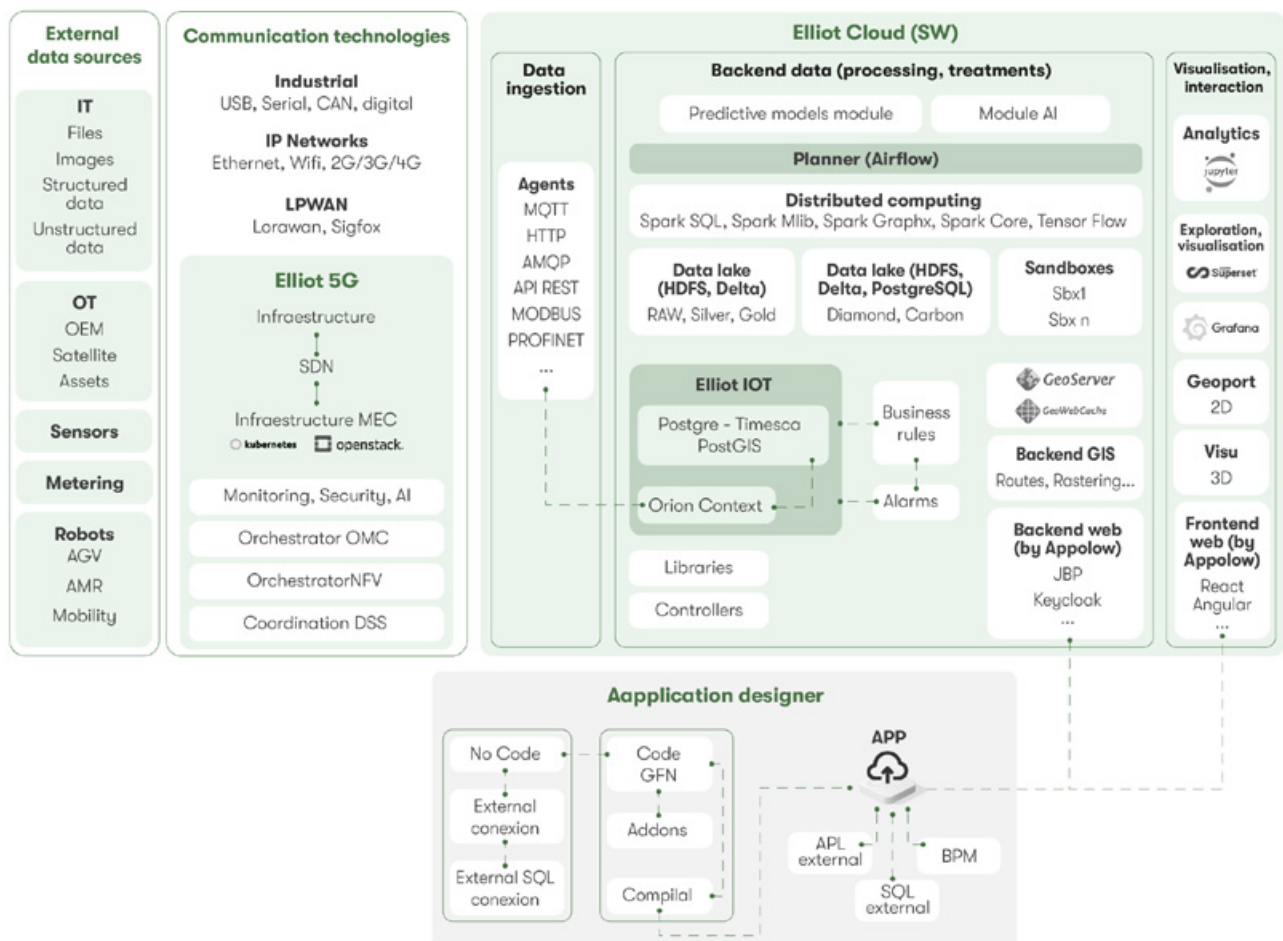 External
data sources
IT
Files
Images
Structured
data
Unstructured
data
OT
OEM
Satellite
Assets
Sensors
Metering
Robots
AGV
AMR
Mobility
Communication technologies
Industrial
USB, Serial, CAN, digital
IP Networks
Ethernet, Wifi, 2G/3G/4G
LPWAN
Lorawan, Sigfox
Elliot 5G
Infraestructure
SDN
Infraestructure MEC
kubernetes openstack.
Monitoring, Security, AI
Orchestrator OMC
OrchestratorNFV
Coordination DSS
Elliot Cloud (SW)
Data
ingestion
Agents
MQTT
HTTP
AMQP
API REST
MODBUS
PROFINET
...
Backend data (processing, treatments)
Predictive models module
Module AI
Planner (Airflow)
Distributed computing
Spark SQL, Spark Mlib, Spark Graphx, Spark Core, Tensor Flow
Data lake
(HDFS, Delta)
RAW, Silver, Gold
Data lake (HDFS,
Delta, PostgreSQL)
Diamond, Carbon
Sandboxes
Sbx1
Sbx n
Elliot IOT
Postgre - Timesca
PostGIS
Orion Context
Business
rules
Alarms
Libraries
Controllers
GeoServer
GeoWebCache
Backend GIS
Routes, Rastering...
Backend web
(by Appolow)
JBP
Keycloak
...
Visualisation,
interaction
Analytics
jupyter
Exploration,
visualisation
Superset
Grafana
Geoport
2D
Visu
3D
Frontend
web (by
Appolow)
React
Angular
...
Aapplication designer
No Code
External
conexion
External SQL
conexion
Code
GFN
Addons
Compilal
APP
APL
external
SQL
external
BPM